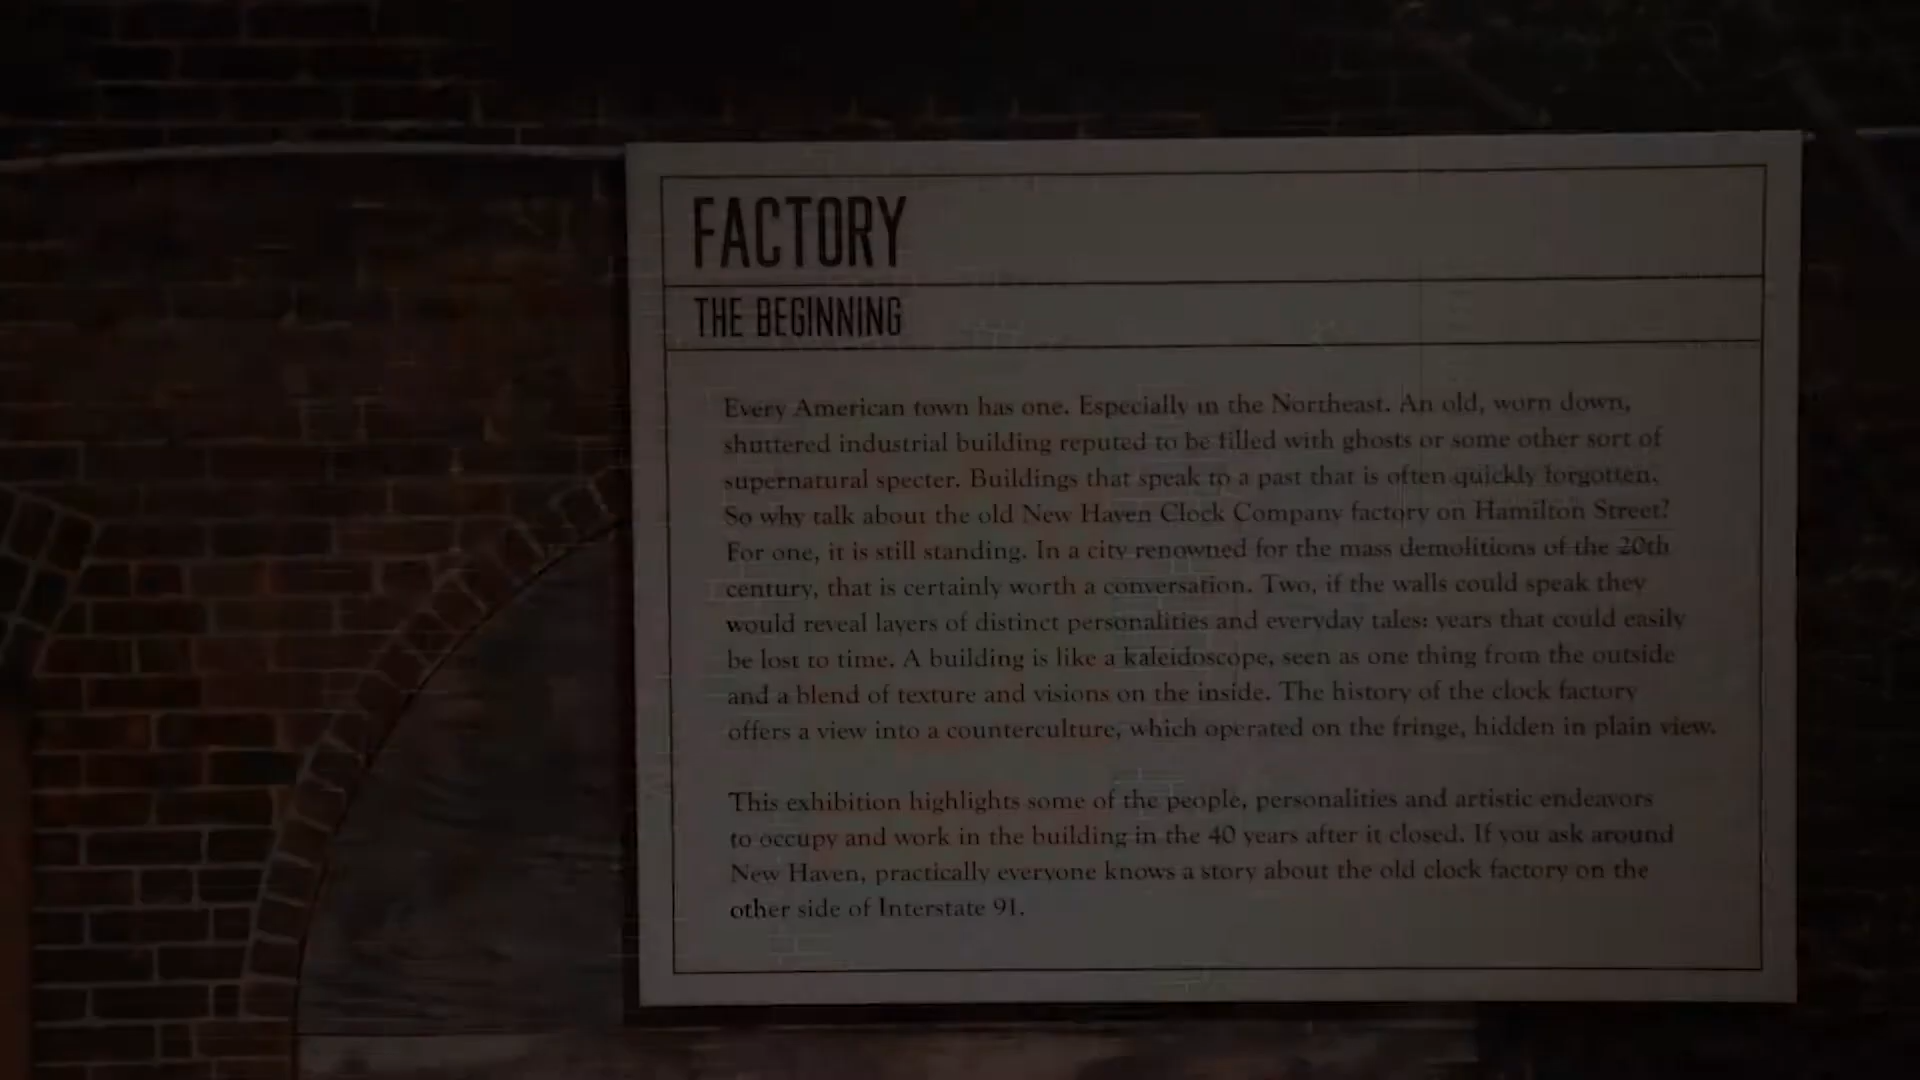 FACTORY
THE BEGINNING
Every American town has one. Especially in the Northeast. An old, worn down,
shuttered industrial building reputed to be filled with ghosts or some other sort of
supernatural specter. Buildings that speak to a past that is often quickly forgotten.
So why talk about the old New Haven Clock Company factory on Hamilton Street?
For one, it is still standing. In a city renowned for the mass demolitions of the 20th
century, that is certainly worth a conversation. Two, if the walls could speak they
would reveal layers of distinct personalities and everyday tales: years that could easily
be lost to time. A building is like a kaleidoscope, seen as one thing from the outside
and a blend of texture and visions on the inside. The history of the clock factory
offers a view into a counterculture, which operated on the fringe, hidden in plain view.
This exhibition highlights some of the people, personalities and artistic endeavors
to occupy and work in the building in the 40 years after it closed. If you ask around
New Haven, practically everyone knows a story about the old clock factory on the
other side of Interstate 91.